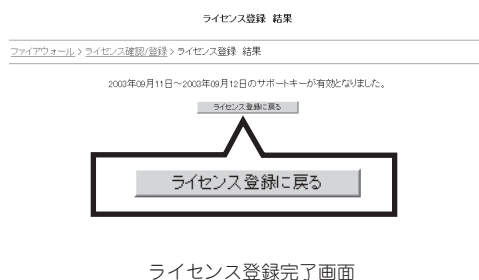 ライセンス登録 結果
ファイアウォール > ライセンス確認/登録 > ライセンス登録 結果
2003年09月11日～2003年09月12日のサポートキーが有効となりました。
ライセンス登録に戻る
ライセンス登録に戻る
ライセンス登録完了画面